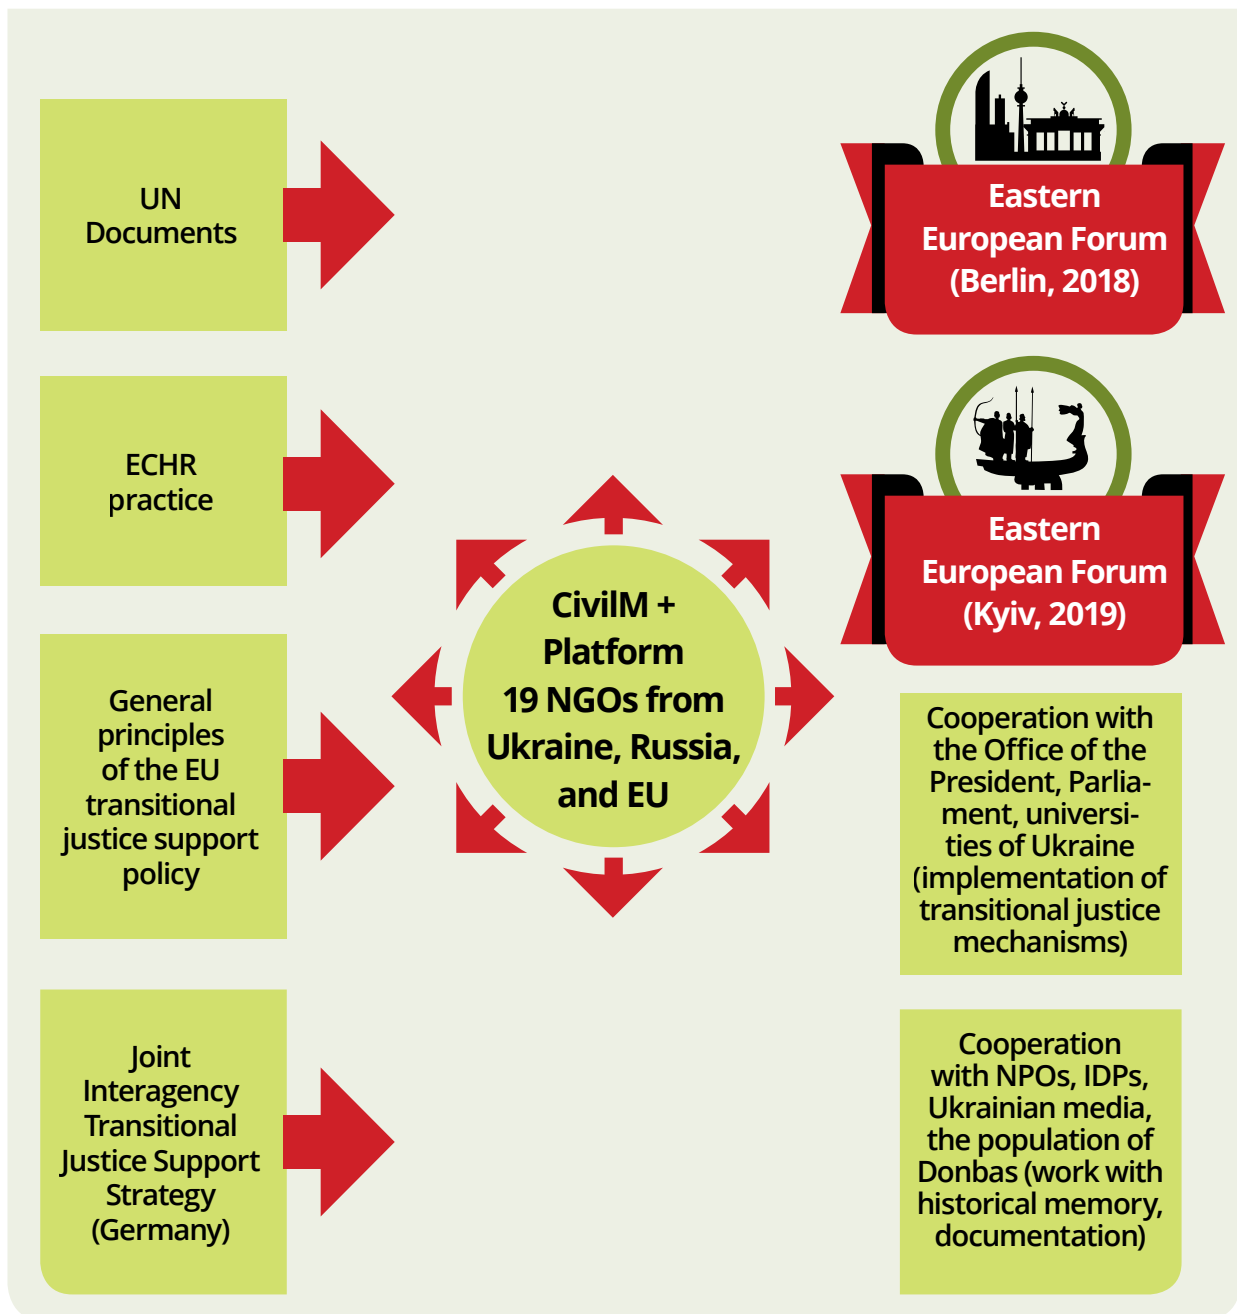 UN
Documents
ECHR
practice
General
principles
of the EU
transitional
justice support
policy
Joint
Interagency
Transitional
Justice Support
Strategy
(Germany)
CivilM +
Platform
19 NGOs from
Ukraine, Russia,
and EU
Eastern
European Forum
(Berlin, 2018)
Eastern
European Forum
(Kyiv, 2019)
Cooperation with
the Office of the
President, Parlia-
ment, universi-
ties of Ukraine
(implementation of
transitional justice
mechanisms)
Cooperation
with NPOs, IDPs,
Ukrainian media,
the population of
Donbas (work with
historical memory,
documentation)